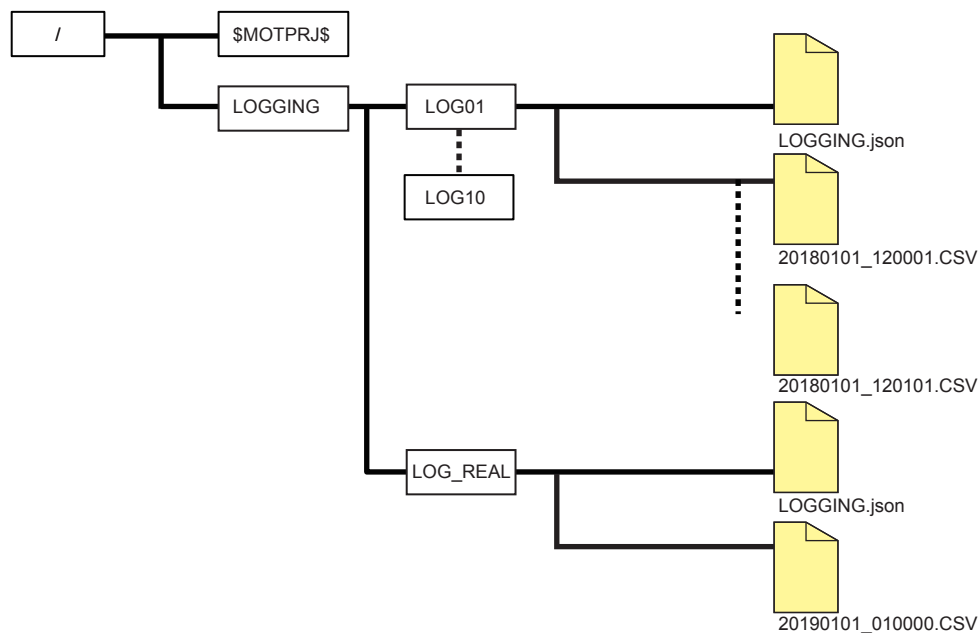 /
$MOTPRJ$
LOGGING
LOG01
LOGGING.json
LOG10
20180101_120001.CSV
20180101_120101.CSV
LOG_REAL
LOGGING.json
20190101_010000.CSV